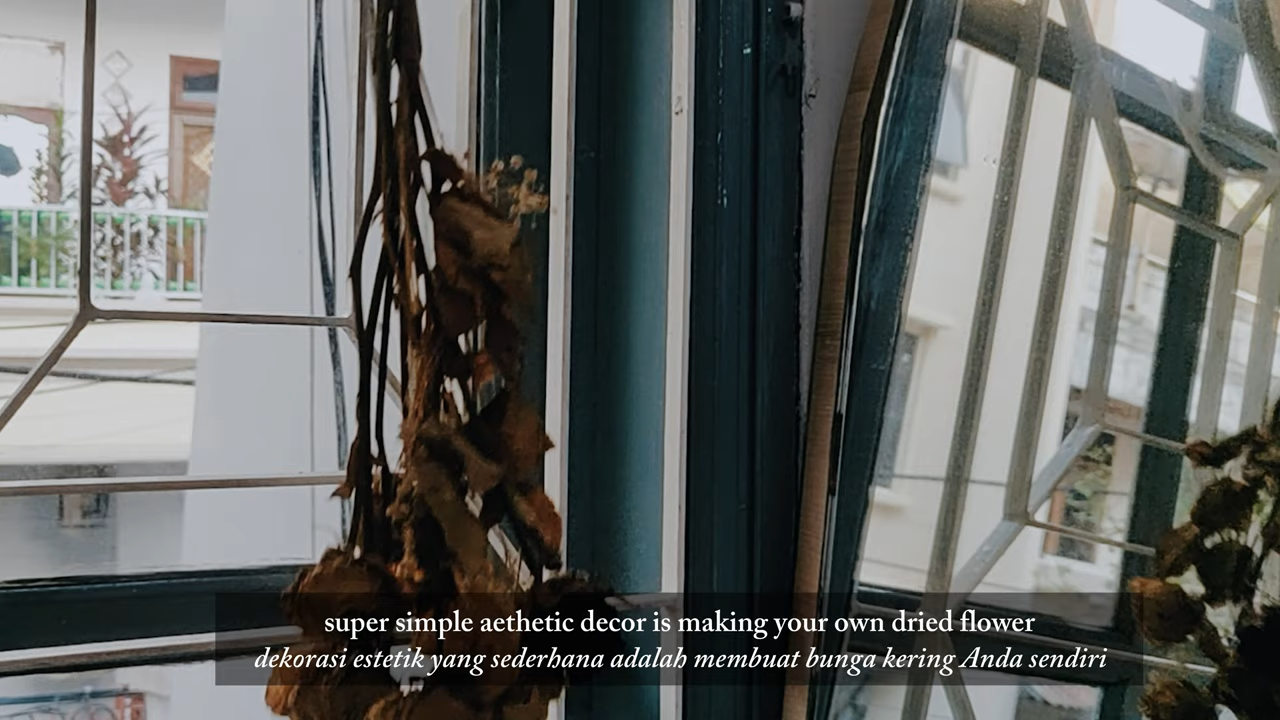 super simple aethetic decor is making your own dried flower
dekorasi estetik yang sederhana adalah membuat bunga kering Anda sendiri